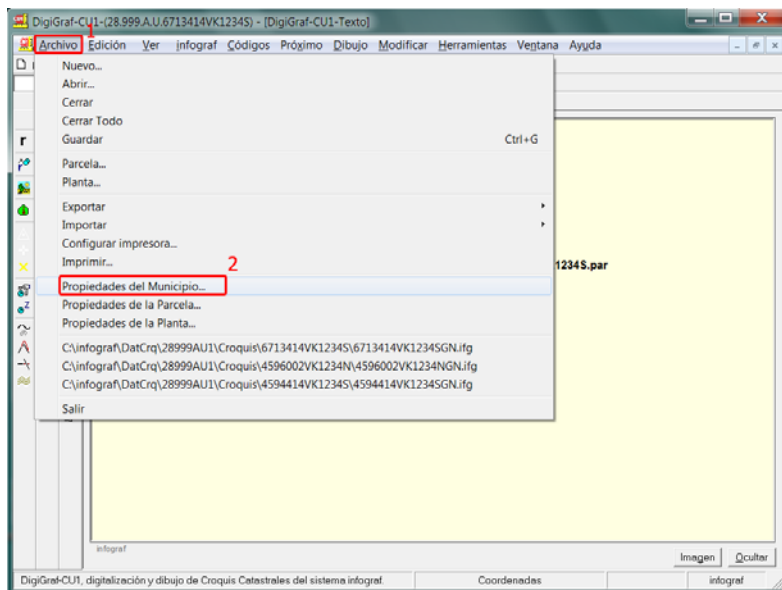 DigiGraf-CU1-(28.999.A.U.6713414VK1234S) - [DigiGraf-CU1-Texto]
1
Archivo Edición Ver infograf Códigos Próximo Dibujo Modificar Herramientas Ventana Ayuda
Nuevo...
Abrir...
Cerrar
Cerrar Todo
Guardar Ctrl+G
Parcela...
Planta...
Exportar
Importar
Configurar impresora...
Imprimir... 2
1234S.par
Propiedades del Municipio...
Propiedades de la Parcela...
Propiedades de la Planta...
C:\infograf\DatCrq\28999AU1\Croquis\6713414VK1234S\6713414VK1234SGN.ifg
C:\infograf\DatCrq\28999AU1\Croquis\4596002VK1234N\4596002VK1234NGN.ifg
C:\infograf\DatCrq\28999AU1\Croquis\4594414VK1234S\4594414VK1234SGN.ifg
Salir
infograf
Imagen Ocultar
DigiGraf-CU1, digitalización y dibujo de Croquis Catastrales del sistema infograf. Coordenadas infograf